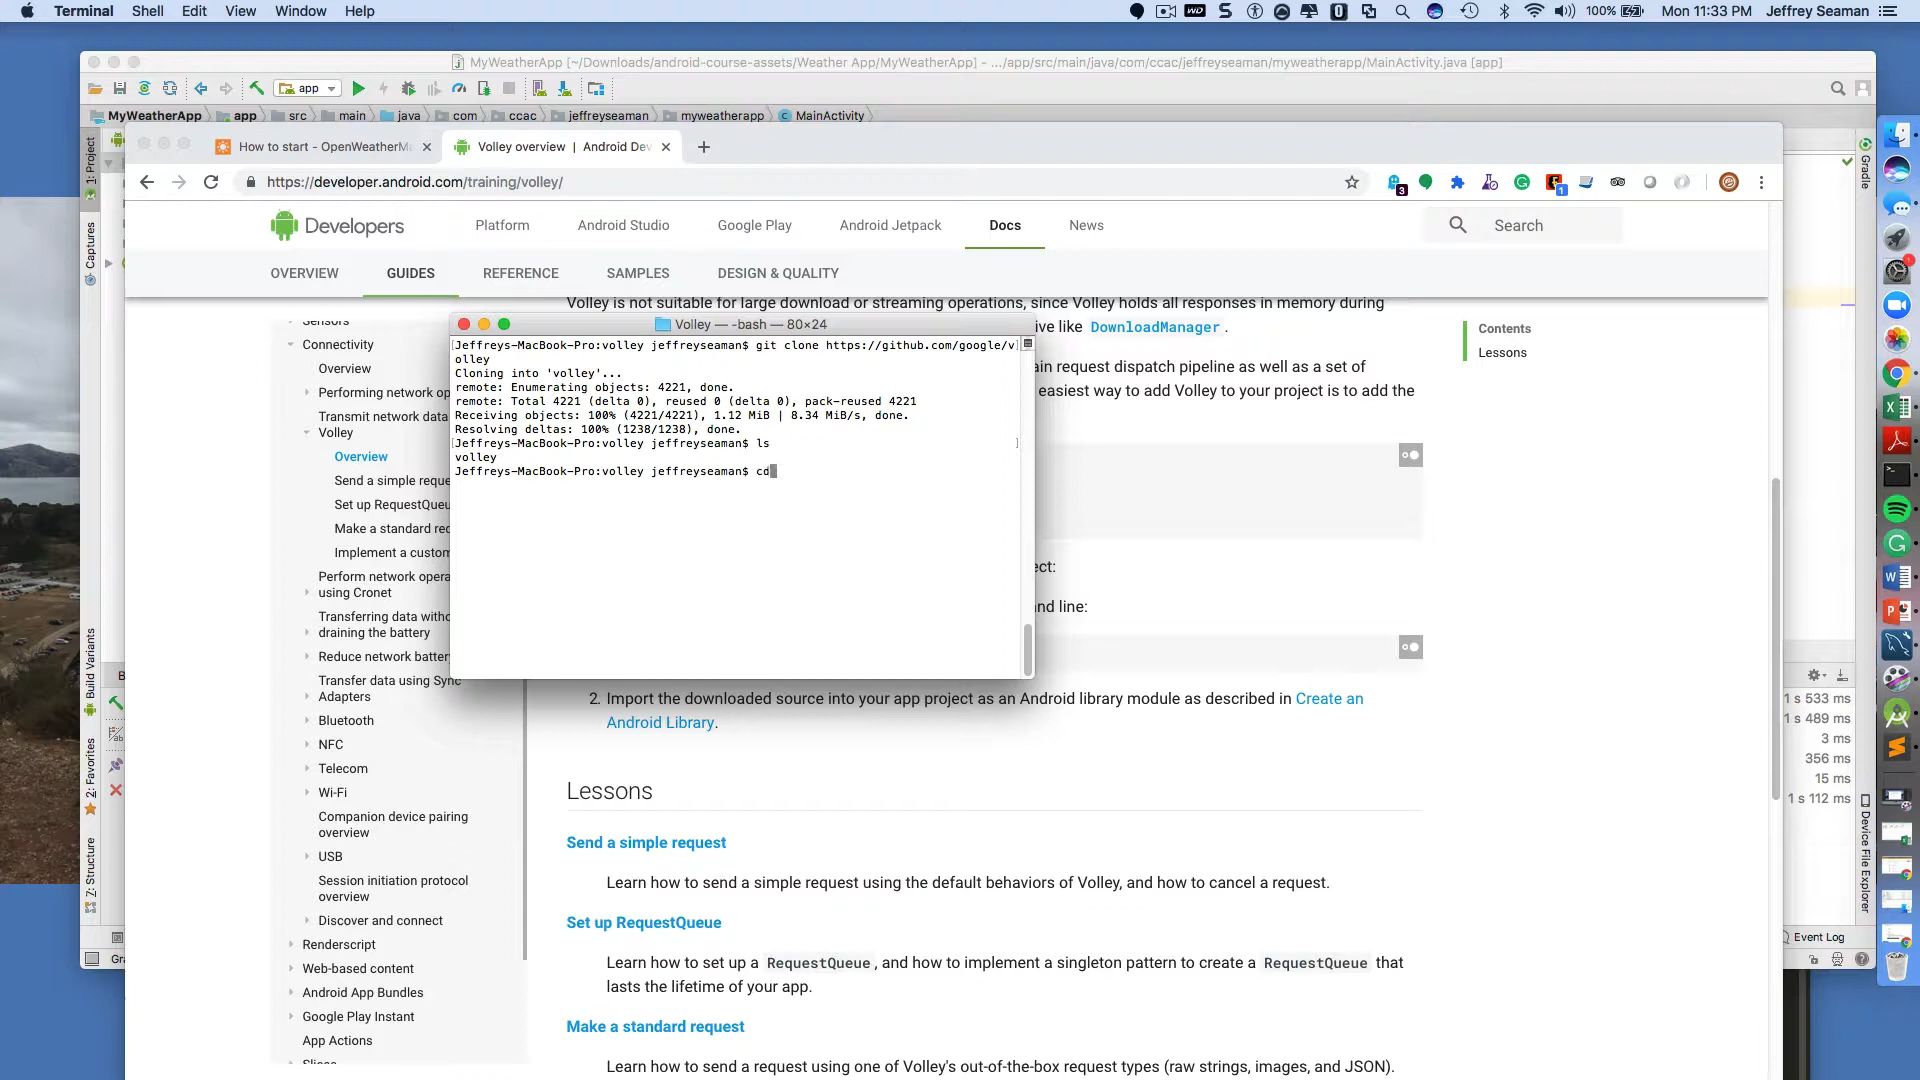 Terminal Shell Edit View Window Help
100% Mon 11:33 PM Jeffrey Seaman
MyWeatherApp [~/Downloads/android-course-assets/Weather App/MyWeatherApp] - .../app/src/main/java/com/ccac/jeffreyseaman/myweatherapp/MainActivity.java [app]
app
MyWeatherApp app src main java com ccac jeffreyseaman myweatherapp MainActivity
How to start - OpenWeatherM
Volley overview | Android Dev
https://developer.android.com/training/volley/
Developers Platform Android Studio Google Play Android Jetpack Docs News Search
OVERVIEW GUIDES REFERENCE SAMPLES DESIGN & QUALITY
1: Project
Captures
Build Variants
2: Favorites
7: Structure
Sensors
Connectivity
Overview
Performing network op
Transmit network data
Volley
Overview
Send a simple reque
Set up RequestQueu
Make a standard req
Implement a custom
Perform network opera
using Cronet
Transferring data witho
draining the battery
Reduce network battery
Transfer data using Sync
Adapters
Bluetooth
NFC
Telecom
Wi-Fi
Companion device pairing
overview
USB
Session initiation protocol
overview
Discover and connect
Renderscript
Web-based content
Android App Bundles
Google Play Instant
App Actions
Slices
Volley is not suitable for large download or streaming operations, since Volley holds all responses in memory during
ive like DownloadManager .
ain request dispatch pipeline as well as a set of
easiest way to add Volley to your project is to add the
ect:
nd line:
Volley — -bash — 80×24
[Jeffreys-MacBook-Pro:volley jeffreyseaman$ git clone https://github.com/google/v]
olley
Cloning into 'volley'...
remote: Enumerating objects: 4221, done.
remote: Total 4221 (delta 0), reused 0 (delta 0), pack-reused 4221
Receiving objects: 100% (4221/4221), 1.12 MiB | 8.34 MiB/s, done.
Resolving deltas: 100% (1238/1238), done.
[Jeffreys-MacBook-Pro:volley jeffreyseaman$ ls ]
volley
Jeffreys-MacBook-Pro:volley jeffreyseaman$ cd
2. Import the downloaded source into your app project as an Android library module as described in Create an
Android Library.
Lessons
Send a simple request
Learn how to send a simple request using the default behaviors of Volley, and how to cancel a request.
Set up RequestQueue
Learn how to set up a RequestQueue, and how to implement a singleton pattern to create a RequestQueue that
lasts the lifetime of your app.
Make a standard request
Learn how to send a request using one of Volley's out-of-the-box request types (raw strings, images, and JSON).
Contents
Lessons
Gradle
1 s 533 ms
1 s 489 ms
3 ms
356 ms
15 ms
1 s 112 ms
Device File Explorer
Event Log
Gra